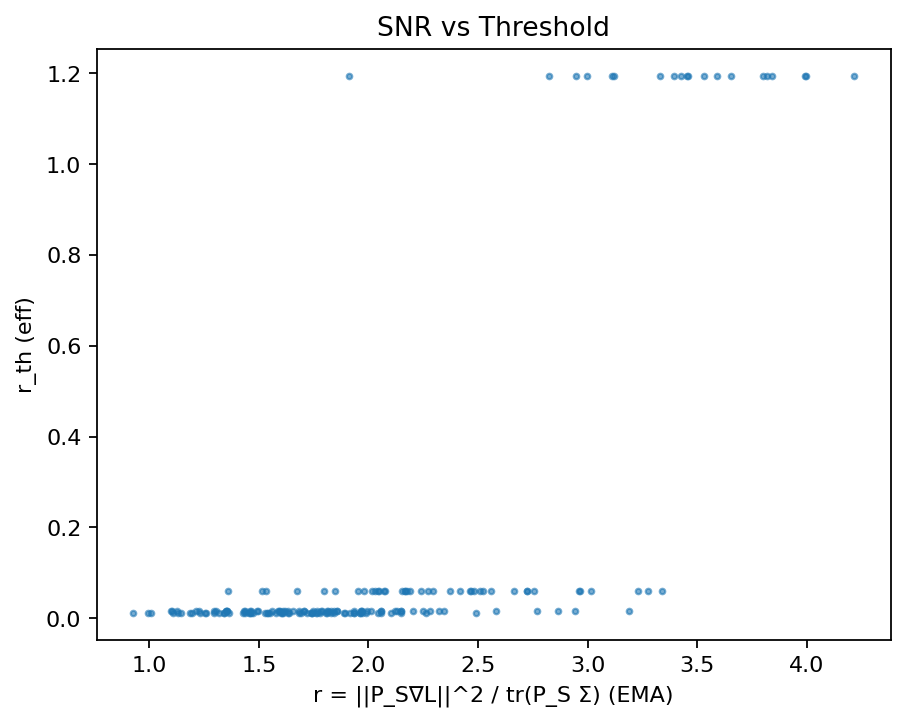 SNR vs Threshold
1.2
1.0
0.8
0.6
0.4
0.2
0.0
r_th (eff)
1.0 1.5 2.0 2.5 3.0 3.5 4.0
r = ||P_S∇L||^2 / tr(P_S Σ) (EMA)